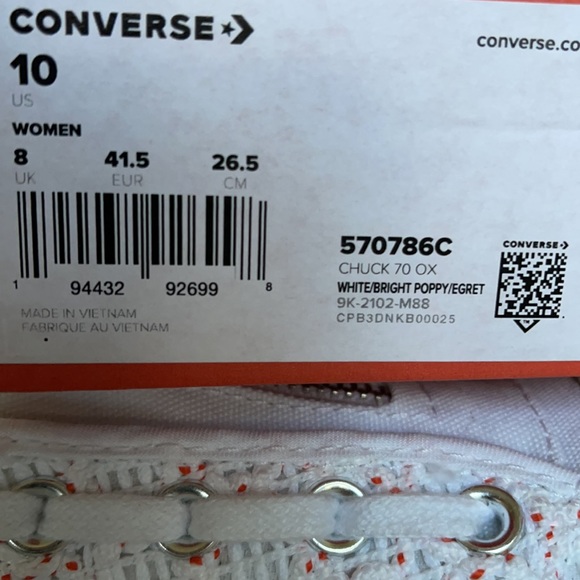 CONVERSE
converse.co
10
US
WOMEN
8 41.5 26.5
UK EUR CM
1 94432 92699 8
MADE IN VIETNAM
FABRIQUE AU VIETNAM
570786C
CHUCK 70 OX
WHITE/BRIGHT POPPY/EGRET
9K-2102-M88
CPB3DNKB00025
CONVERSE